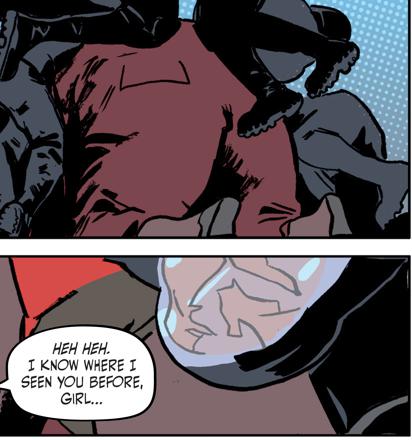 HEH HEH.
I KNOW WHERE I
SEEN YOU BEFORE,
GIRL...